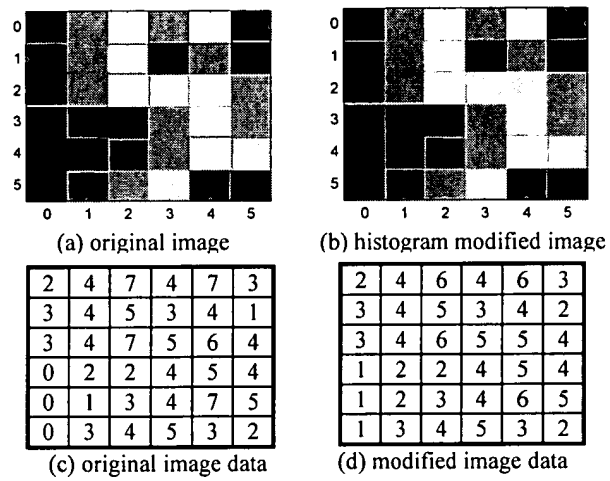 0
1
2
3
4
5
0 1 2 3 4 5
(a) original image
0
1
2
3
4
5
0 1 2 3 4 5
(b) histogram modified image
2 4 7 4 7 3
3 4 5 3 4 1
3 4 7 5 6 4
0 2 2 4 5 4
0 1 3 4 7 5
0 3 4 5 3 2
(c) original image data
2 4 6 4 6 3
3 4 5 3 4 2
3 4 6 5 5 4
1 2 2 4 5 4
1 2 3 4 6 5
1 3 4 5 3 2
(d) modified image data